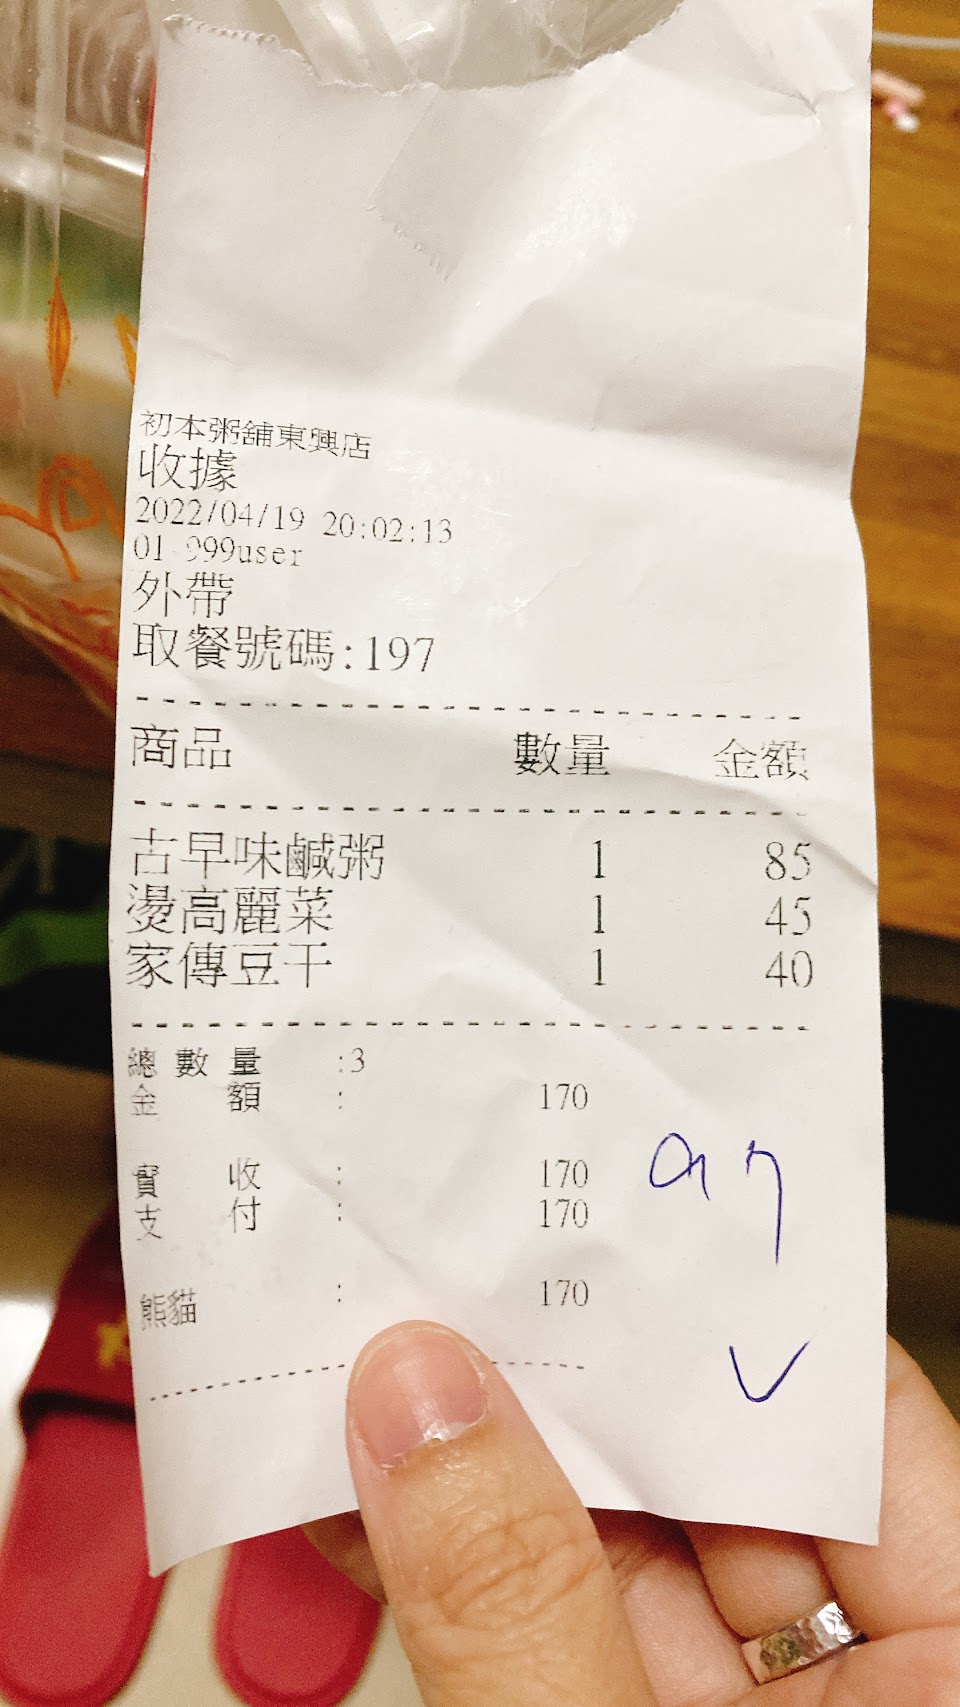 初本粥舖東興店
收據
2022/04/19 20:02:13
01 999user
外帶
取餐號碼:197
商品 數量 金額
古早味鹹粥 1 85
燙高麗菜 1 45
家傳豆干 1 40
總數量 :3
金額 : 170
實收 : 170
支付 : 170
熊貓 : 170